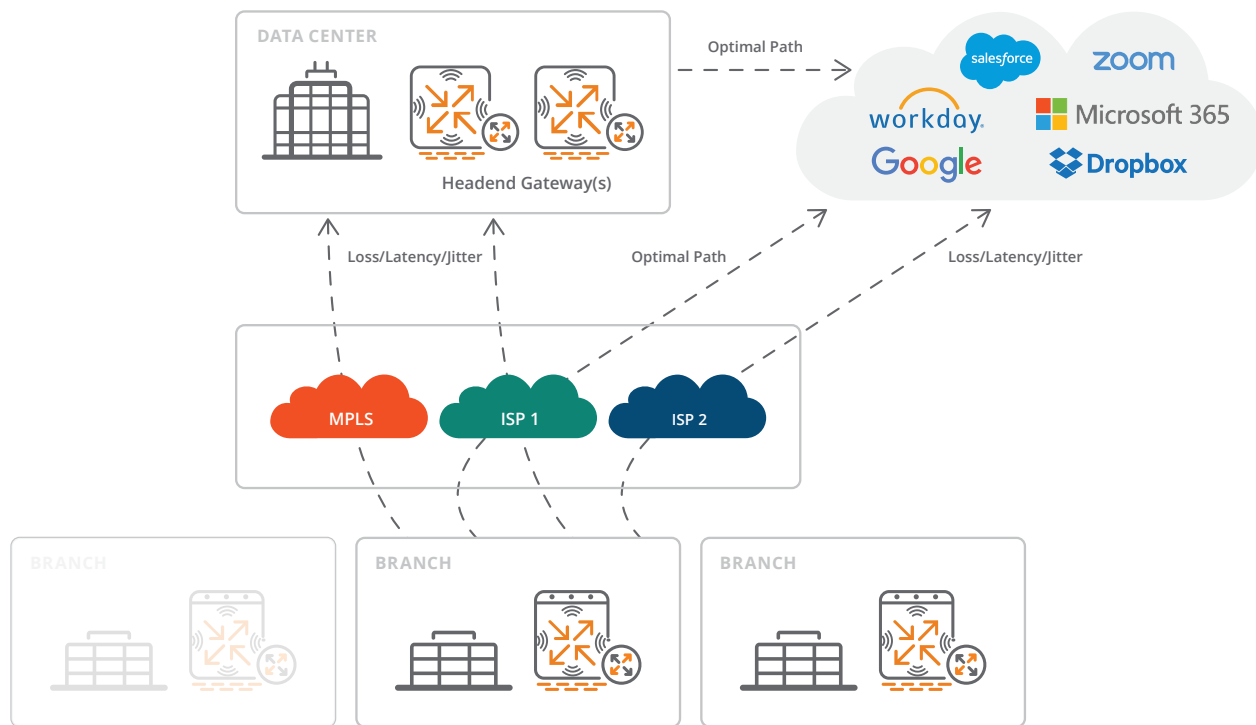 DATA CENTER
Headend Gateway(s)
Optimal Path
salesforce
zoom
workday.
Microsoft 365
Google
Dropbox
Loss/Latency/Jitter
Optimal Path
Loss/Latency/Jitter
MPLS
ISP 1
ISP 2
BRANCH
BRANCH
BRANCH